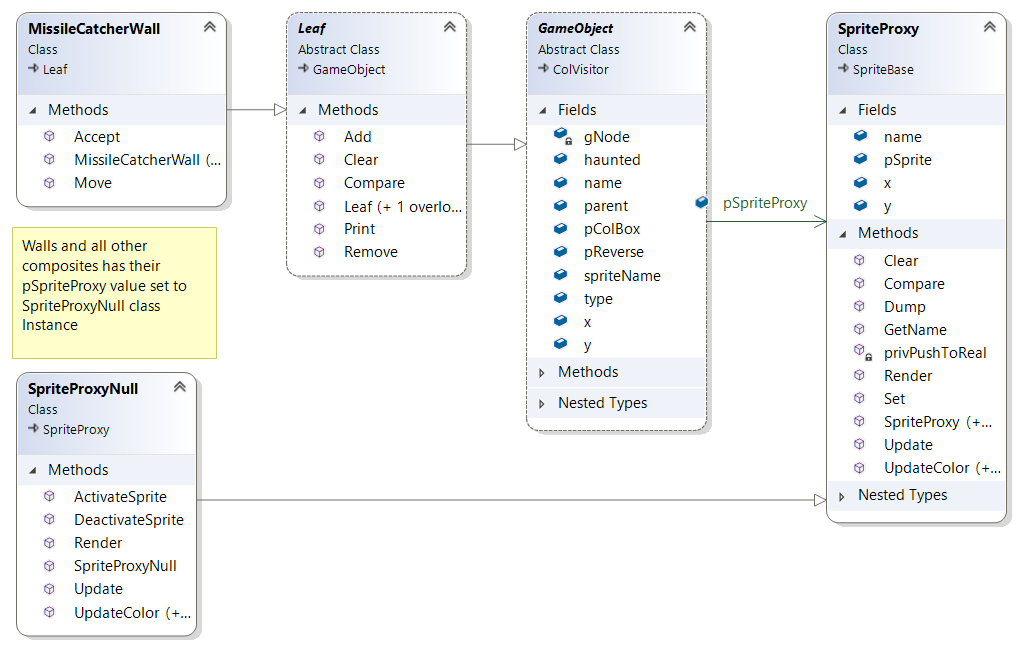 MissileCatcherWall
Class
Leaf
Methods
Accept
MissileCatcherWall (...
Move
Walls and all other
composites has their
pSpriteProxy value set to
SpriteProxyNull class
Instance
SpriteProxyNull
Class
SpriteProxy
Methods
ActivateSprite
DeactivateSprite
Render
SpriteProxyNull
Update
UpdateColor (+...
Leaf
Abstract Class
GameObject
Methods
Add
Clear
Compare
Leaf (+ 1 overlo...
Print
Remove
GameObject
Abstract Class
ColVisitor
Fields
gNode
haunted
name
parent
pColBox
pReverse
spriteName
type
x
y
Methods
Nested Types
pSpriteProxy
SpriteProxy
Class
SpriteBase
Fields
name
pSprite
x
y
Methods
Clear
Compare
Dump
GetName
privPushToReal
Render
Set
SpriteProxy (+...
Update
UpdateColor (+...
Nested Types